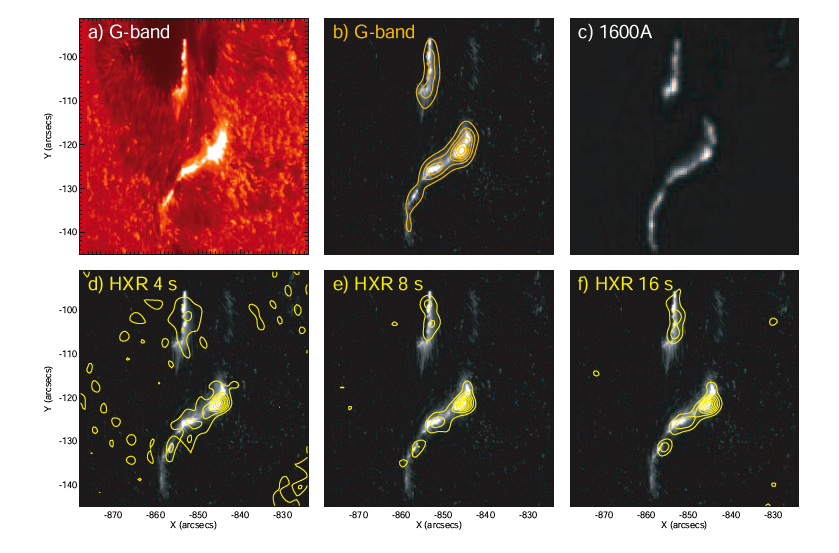 a) G-band
b) G-band
c) 1600A
-100
-110
-120
-130
-140
Y (arcsecs)
d) HXR 4 s
e) HXR 8 s
f) HXR 16 s
-100
-110
-120
-130
-140
Y (arcsecs)
-870 -860 -850 -840 -830
-870 -860 -850 -840 -830
-870 -860 -850 -840 -830
X (arcsecs)
X (arcsecs)
X (arcsecs)